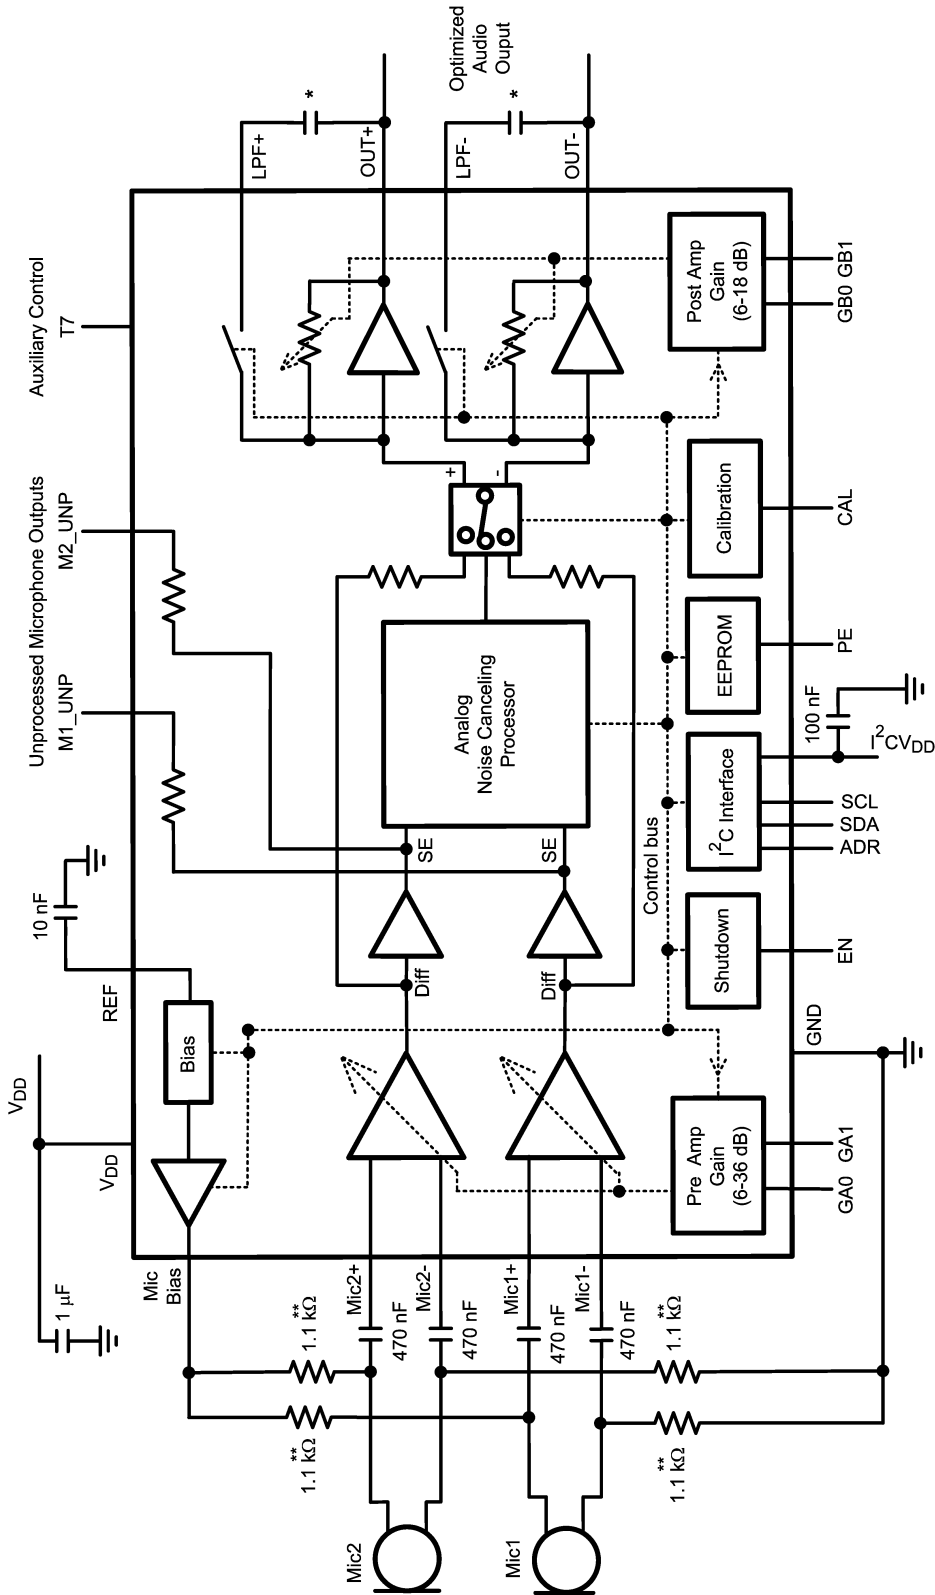 V_DD
1 µF
V_DD
REF
10 nF
Unprocessed Microphone Outputs
M1_UNP
M2_UNP
Auxiliary Control
T7
Mic
Bias
Bias
**
1.1 kΩ
**
1.1 kΩ
Mic2+
470 nF
Mic2-
470 nF
Mic1+
470 nF
Mic1-
470 nF
**
1.1 kΩ
**
1.1 kΩ
Mic2
Mic1
Diff
SE
Diff
SE
Analog
Noise Canceling
Processor
+
-
LPF+
*
OUT+
LPF-
*
OUT-
Optimized
Audio
Ouput
Control bus
Pre Amp
Gain
(6-36 dB)
GA0
GA1
GND
Shutdown
EN
I²C Interface
ADR
SDA
SCL
I²CV_DD
100 nF
EEPROM
PE
Calibration
CAL
Post Amp
Gain
(6-18 dB)
GB0
GB1